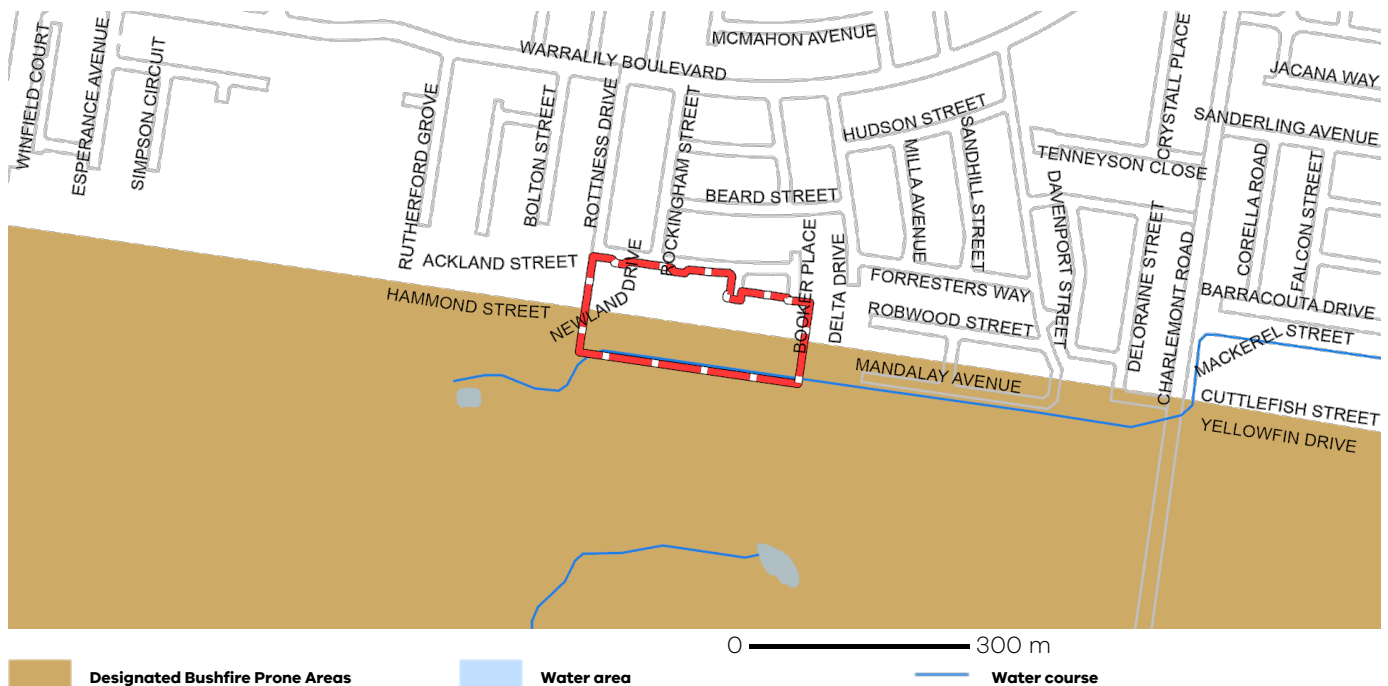 MCMAHON AVENUE
WARRALILY BOULEVARD
WINFIELD COURT
ESPERANCE AVENUE
SIMPSON CIRCUIT
RUTHERFORD GROVE
BOLTON STREET
ROTTNESS DRIVE
ROCKINGHAM STREET
HUDSON STREET
MILLA AVENUE
SANDHILL STREET
CRYSTALL PLACE
JACANA WAY
SANDERLING AVENUE
TENNEYSON CLOSE
BEARD STREET
DAVENPORT STREET
DELORAINE STREET
CHARLEMONT ROAD
CORELLA ROAD
FALCON STREET
ACKLAND STREET
HAMMOND STREET
NEWLAND DRIVE
BOOKER PLACE
DELTA DRIVE
FORRESTERS WAY
ROBWOOD STREET
MANDALAY AVENUE
BARRACOUTA DRIVE
MACKEREL STREET
CUTTLEFISH STREET
YELLOWFIN DRIVE
0 300 m
Designated Bushfire Prone Areas
Water area
Water course